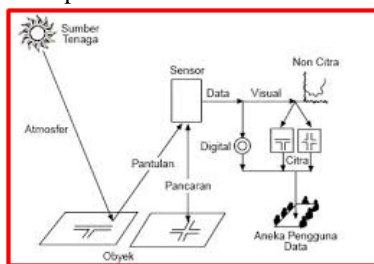 Sumber
Tenaga
Sensor
Non Citra
Data
Visual
Atmosfer
Digital
Citra
Pantulan
Pancaran
Aneka Pengguna
Data
Obyek